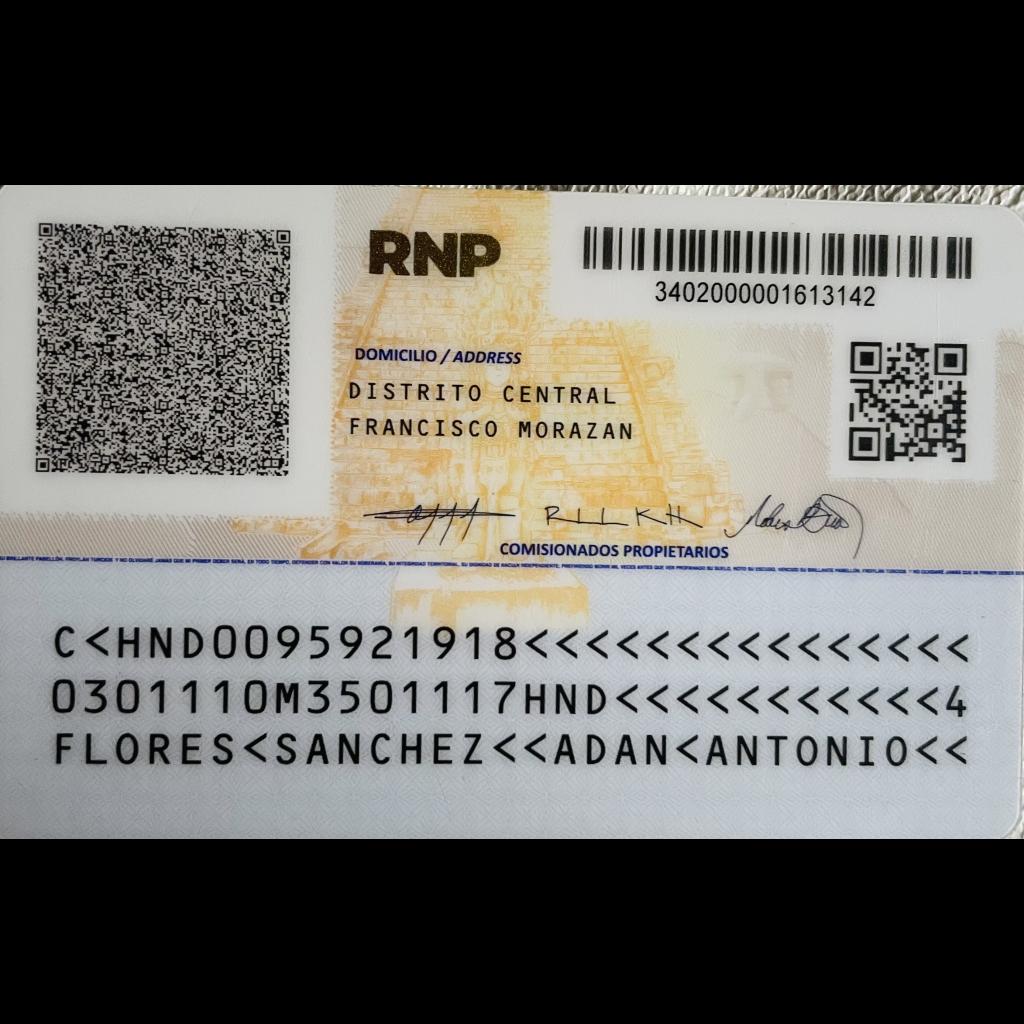 RNP
3402000001613142
DOMICILIO / ADDRESS
DISTRITO CENTRAL
FRANCISCO MORAZAN
COMISIONADOS PROPIETARIOS
C<HND0095921918<<<<<<<<<<<<<<<
0301110M3501117HND<<<<<<<<<<<4
FLORES<SANCHEZ<<ADAN<ANTONIO<<